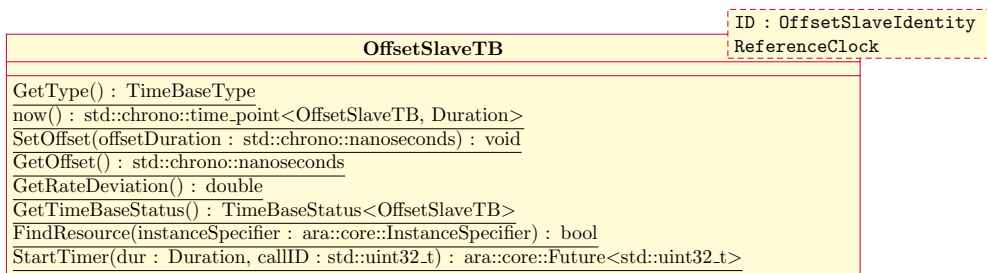 ID : OffsetSlaveIdentity
ReferenceClock
OffsetSlaveTB
GetType() : TimeBaseType
now() : std::chrono::time_point<OffsetSlaveTB, Duration>
SetOffset(offsetDuration : std::chrono::nanoseconds) : void
GetOffset() : std::chrono::nanoseconds
GetRateDeviation() : double
GetTimeBaseStatus() : TimeBaseStatus<OffsetSlaveTB>
FindResource(instanceSpecifier : ara::core::InstanceSpecifier) : bool
StartTimer(dur : Duration, callID : std::uint32_t) : ara::core::Future<std::uint32_t>